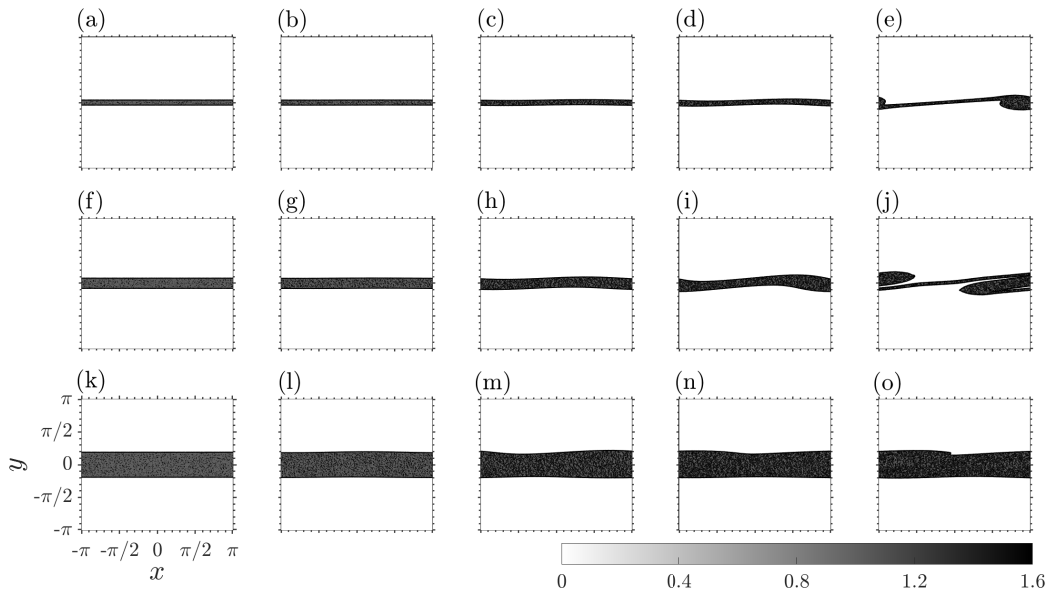 (a) (b) (c) (d) (e)
(f) (g) (h) (i) (j)
(k) (l) (m) (n) (o)
π
π/2
0
-π/2
-π
y
-π -π/2 0 π/2 π
x
0 0.4 0.8 1.2 1.6